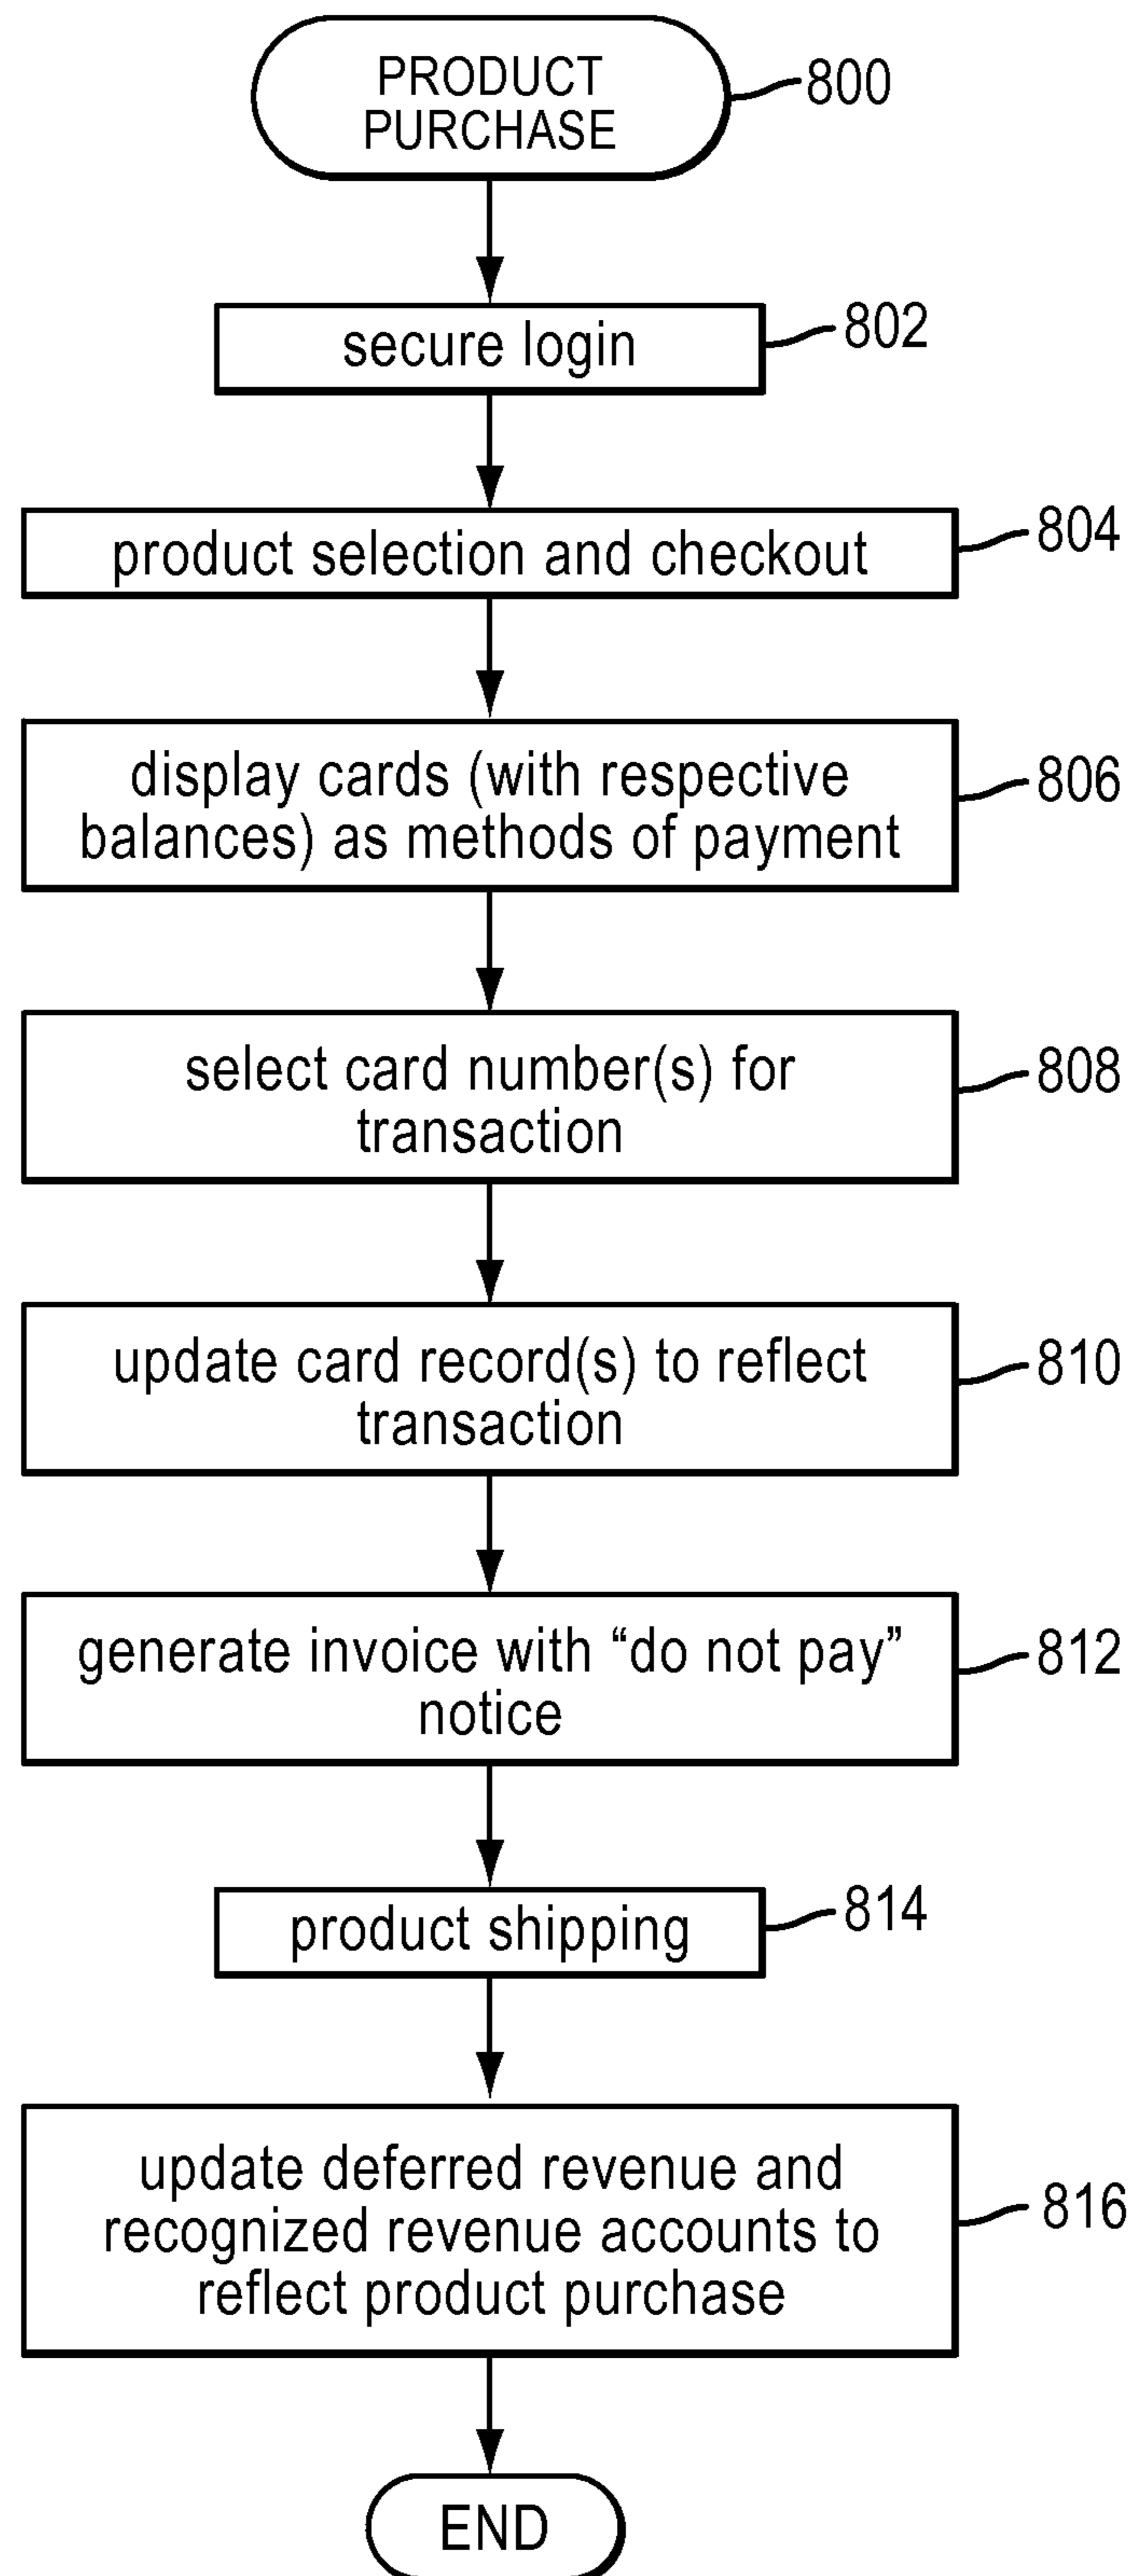 PRODUCT
PURCHASE
800
secure login
802
product selection and checkout
804
display cards (with respective
balances) as methods of payment
806
select card number(s) for
transaction
808
update card record(s) to reflect
transaction
810
generate invoice with “do not pay”
notice
812
product shipping
814
update deferred revenue and
recognized revenue accounts to
reflect product purchase
816
END